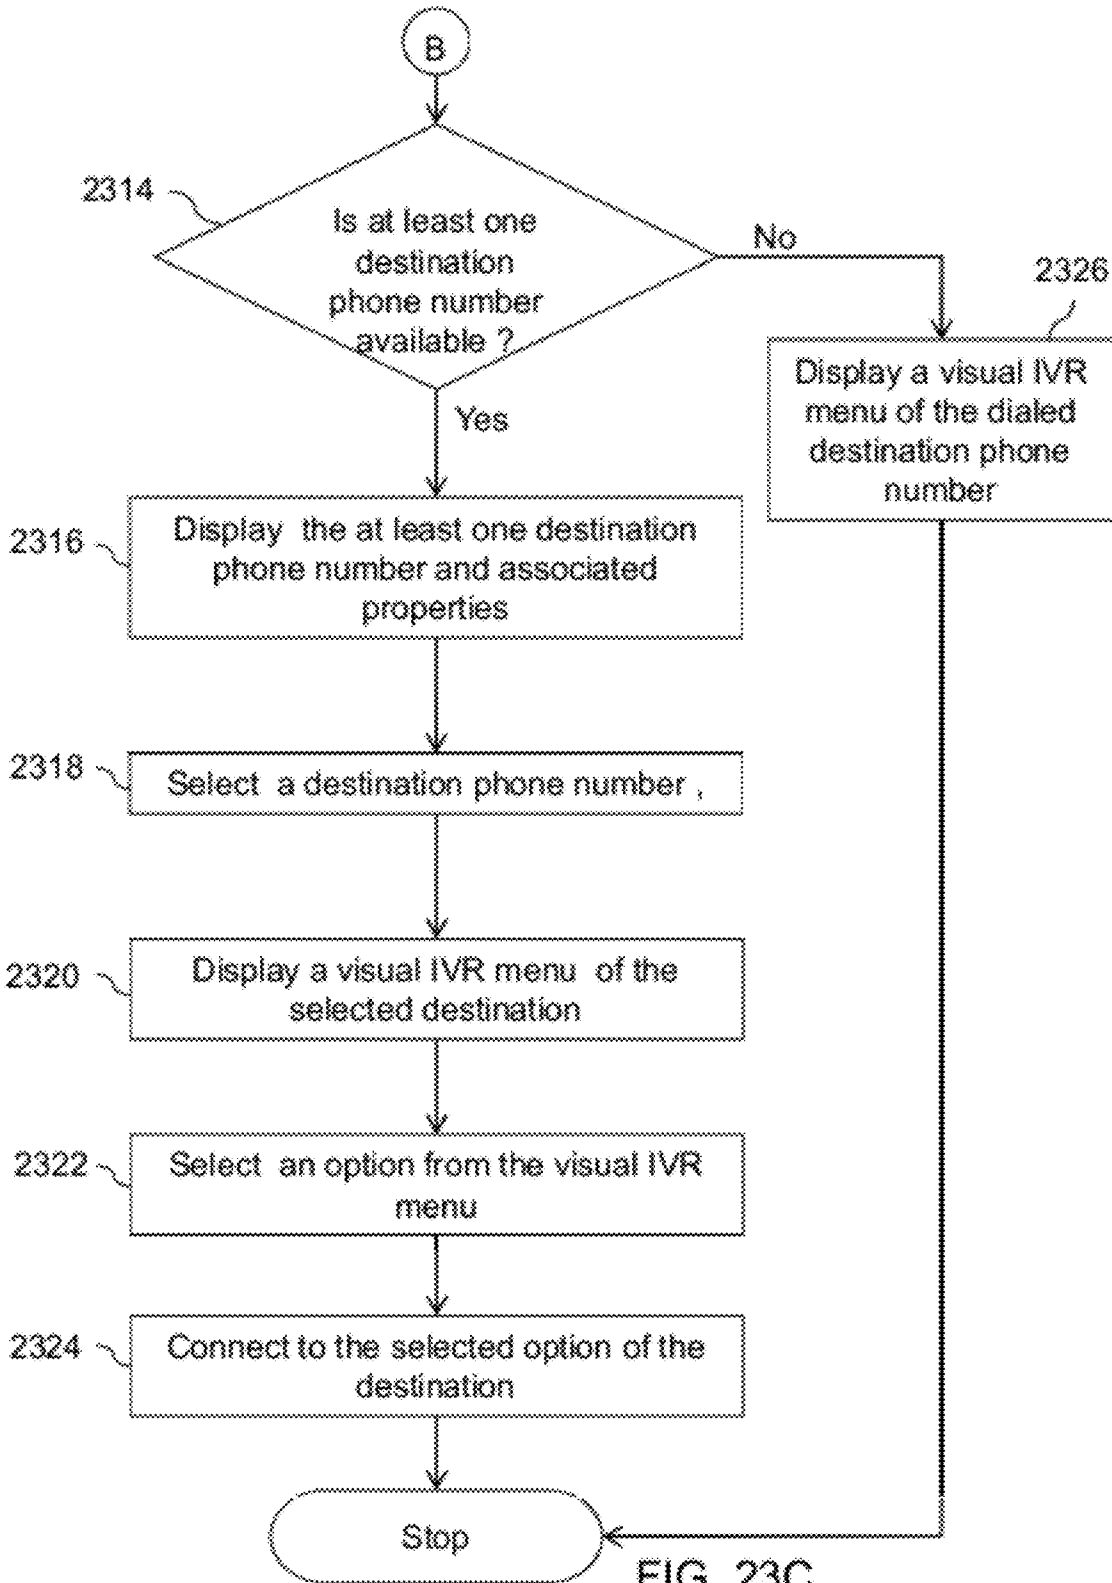 B
2314
Is at least one
destination
phone number
available ?
No
2326
Display a visual IVR
menu of the dialed
destination phone
number
Yes
2316
Display the at least one destination
phone number and associated
properties
2318
Select a destination phone number ,
2320
Display a visual IVR menu of the
selected destination
2322
Select an option from the visual IVR
menu
2324
Connect to the selected option of the
destination
Stop
FIG. 23C